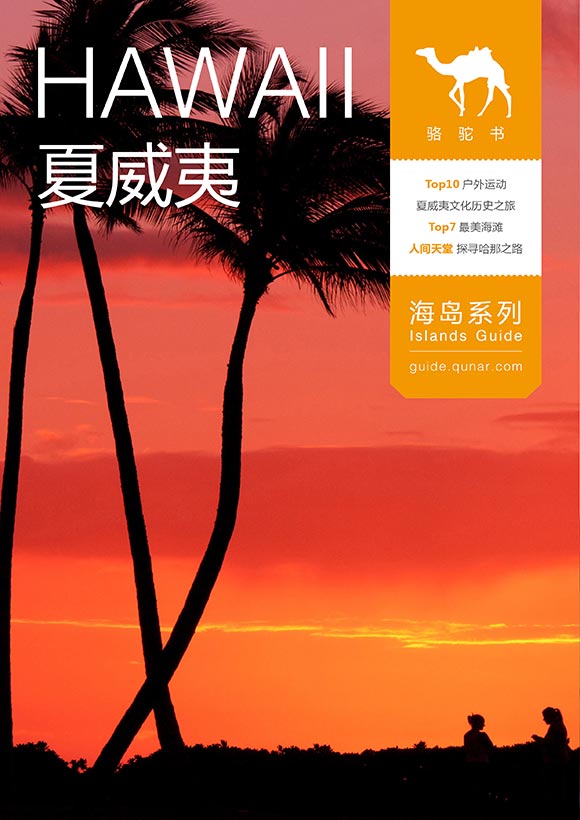 HAWAII
夏威夷
骆驼书
Top10 户外运动
夏威夷文化历史之旅
Top7 最美海滩
人间天堂 探寻哈那之路
海岛系列
Islands Guide
guide.qunar.com